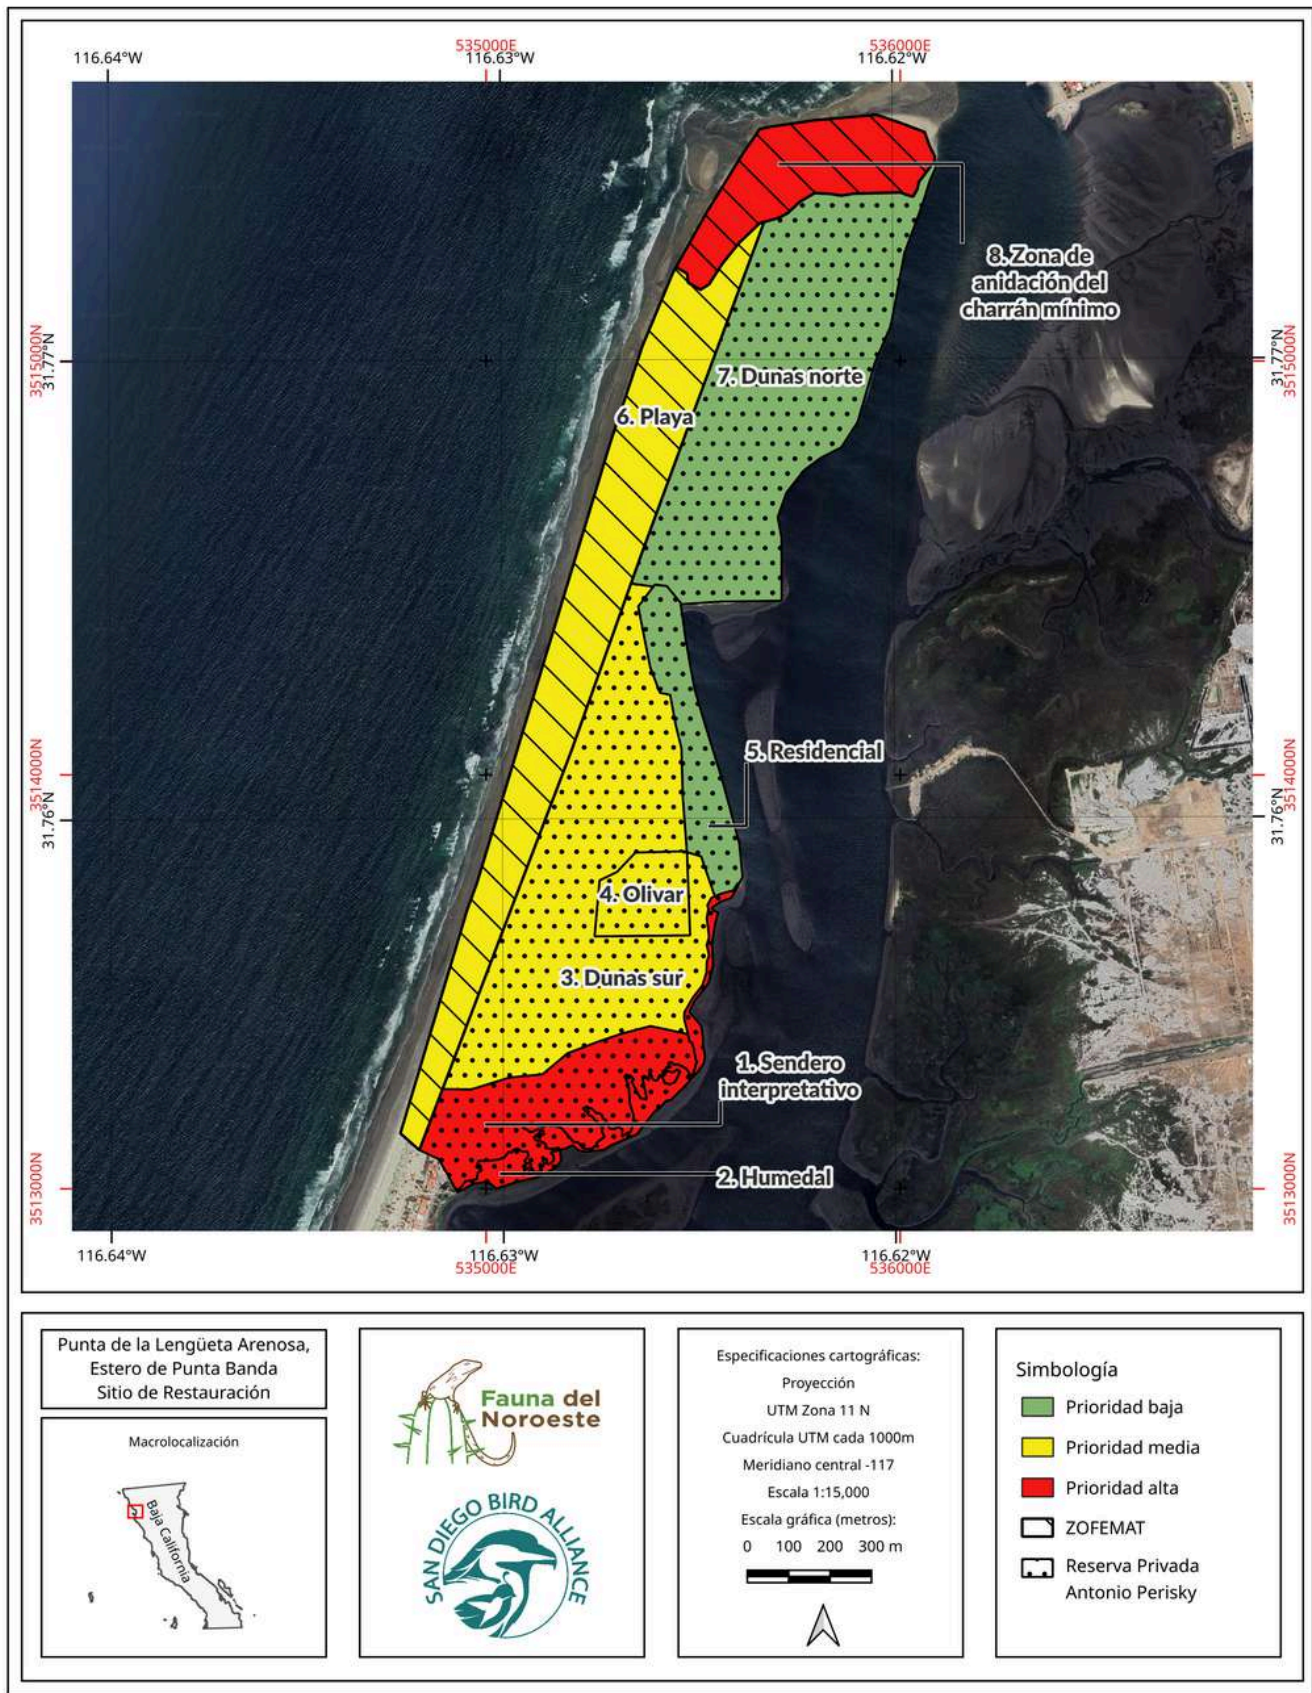 535000E
536000E
116.64°W
116.63°W
116.62°W
8. Zona de
anidación del
charrán mínimo
3515000N
31.77°N
31.77°N
3515000N
7. Dunas norte
6. Playa
5. Residencial
3514000N
31.76°N
31.76°N
3514000N
4. Olivar
3. Dunas sur
1. Sendero
interpretativo
2. Humedal
3513000N
3513000N
116.64°W
116.63°W
116.62°W
535000E
536000E
Punta de la Lengüeta Arenosa,
Estero de Punta Banda
Sitio de Restauración
Macrolocalización
Baja California
Fauna del
Noroeste
SAN DIEGO BIRD ALLIANCE
Especificaciones cartográficas:
Proyección
UTM Zona 11 N
Cuadrícula UTM cada 1000m
Meridiano central -117
Escala 1:15,000
Escala gráfica (metros):
0 100 200 300 m
Simbología
Prioridad baja
Prioridad media
Prioridad alta
ZOFEMAT
Reserva Privada
Antonio Perisky